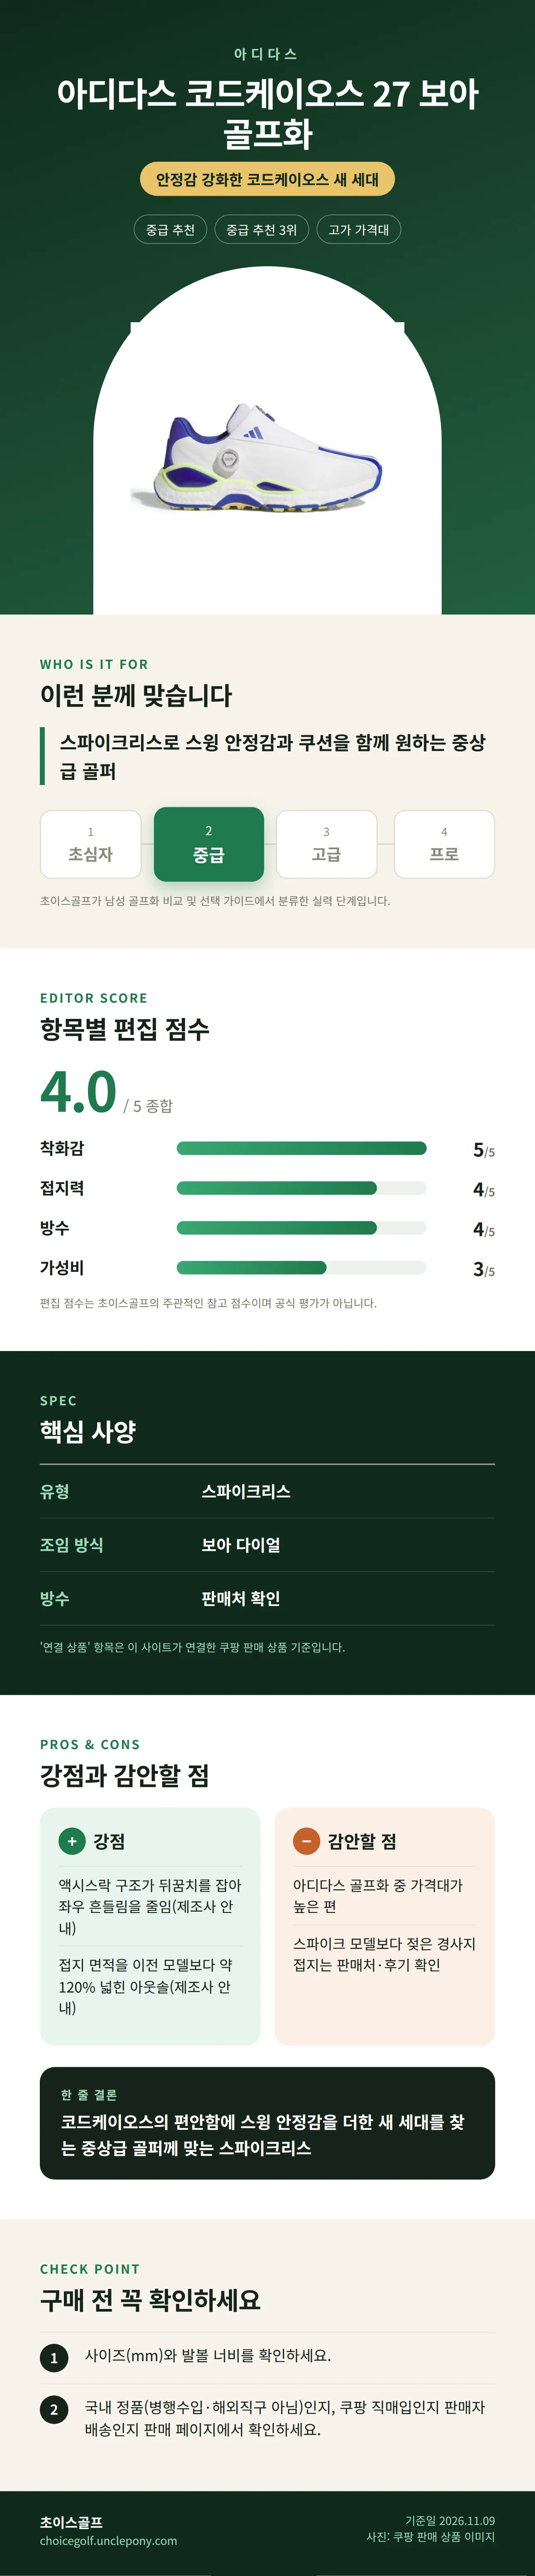 아디다스
아디다스 코드케이오스 27 보아
골프화
안정감 강화한 코드케이오스 새 세대
중급 추천
중급 추천 3위
고가 가격대
WHO IS IT FOR
이런 분께 맞습니다
스파이크리스로 스윙 안정감과 쿠션을 함께 원하는 중상
급 골퍼
1
초심자
2
중급
3
고급
4
프로
초이스골프가 남성 골프화 비교 및 선택 가이드에서 분류한 실력 단계입니다.
EDITOR SCORE
항목별 편집 점수
4.0 / 5 종합
착화감 5/5
접지력 4/5
방수 4/5
가성비 3/5
편집 점수는 초이스골프의 주관적인 참고 점수이며 공식 평가가 아닙니다.
SPEC
핵심 사양
유형 스파이크리스
조임 방식 보아 다이얼
방수 판매처 확인
'연결 상품' 항목은 이 사이트가 연결한 쿠팡 판매 상품 기준입니다.
PROS & CONS
강점과 감안할 점
+ 강점
액시스락 구조가 뒤꿈치를 잡아
좌우 흔들림을 줄임(제조사 안
내)
접지 면적을 이전 모델보다 약
120% 넓힌 아웃솔(제조사 안
내)
− 감안할 점
아디다스 골프화 중 가격대가
높은 편
스파이크 모델보다 젖은 경사지
접지는 판매처·후기 확인
한 줄 결론
코드케이오스의 편안함에 스윙 안정감을 더한 새 세대를 찾
는 중상급 골퍼께 맞는 스파이크리스
CHECK POINT
구매 전 꼭 확인하세요
1 사이즈(mm)와 발볼 너비를 확인하세요.
2 국내 정품(병행수입·해외직구 아님)인지, 쿠팡 직매입인지 판매자
배송인지 판매 페이지에서 확인하세요.
초이스골프
choicegolf.unclepony.com
기준일 2026.11.09
사진: 쿠팡 판매 상품 이미지